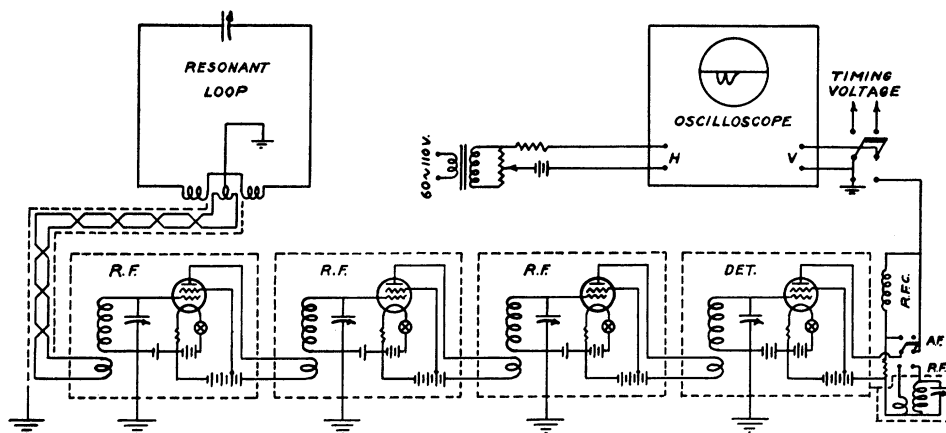 RESONANT
LOOP
OSCILLOSCOPE
TIMING
VOLTAGE
60~110V.
H
V
R.F.
R.F.
R.F.
DET.
R.F.C.
A.F.
R.F.